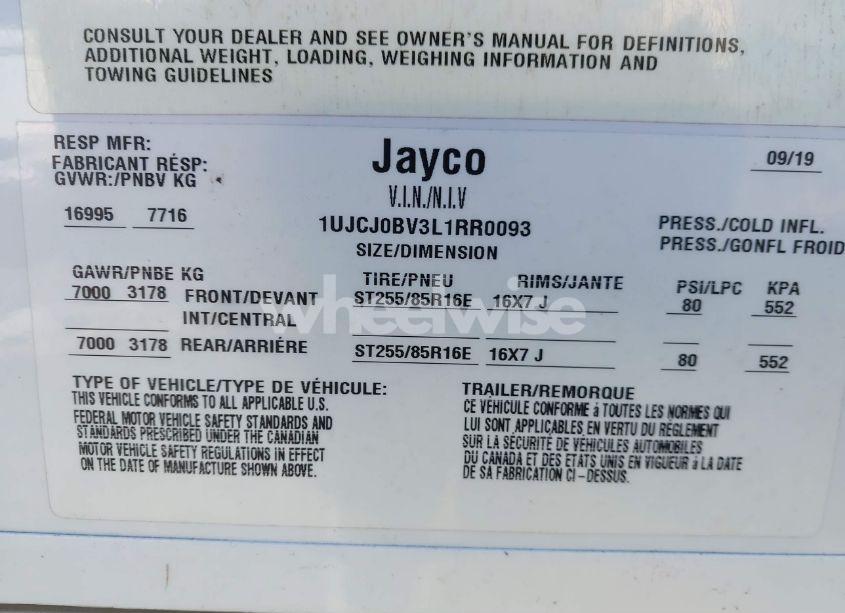 CONSULT YOUR DEALER AND SEE OWNER'S MANUAL FOR DEFINITIONS,
ADDITIONAL WEIGHT, LOADING, WEIGHING INFORMATION AND
TOWING GUIDELINES
RESP MFR:
FABRICANT RÉSP:
Jayco
09/19
GVWR:/PNBV KG
V.I.N./N.I.V
16995 7716
1UJCJ0BV3L1RR0093
PRESS./COLD INFL.
SIZE/DIMENSION
PRESS./GONFL FROID
GAWR/PNBE KG
TIRE/PNEU RIMS/JANTE PSI/LPC KPA
7000 3178 FRONT/DEVANT ST255/85R16E 16X7 J 80 552
INT/CENTRAL
wheelwise
7000 3178 REAR/ARRIÉRE ST255/85R16E 16X7 J 80 552
TYPE OF VEHICLE/TYPE DE VÉHICULE: TRAILER/REMORQUE
THIS VEHICLE CONFORMS TO ALL APPLICABLE U.S.
FEDERAL MOTOR VEHICLE SAFETY STANDARDS AND
STANDARDS PRESCRIBED UNDER THE CANADIAN
MOTOR VEHICLE SAFETY REGULATIONS IN EFFECT
ON THE DATE OF MANUFACTURE SHOWN ABOVE.
CE VÉHICULE CONFORME à TOUTES LES NORMES QUI
LUI SONT APPLICABLES EN VERTU DU REGLEMENT
SUR LA SÉCURITÉ DE VÉHICULES AUTOMOBILES
DU CANADA ET DES ETATS UNIS EN VIGUEUR à LA DATE
DE SA FABRICATION CI-DESSUS.